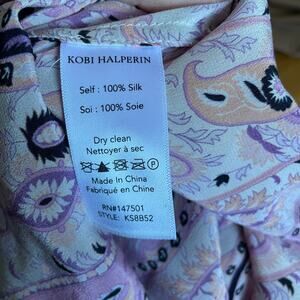 KOBI HALPERIN
Self : 100% Silk
Soi : 100% Soie
Dry clean
Nettoyer à sec
P
Made In China
Fabriqué en Chine
RN#147501
STYLE: KS8B52